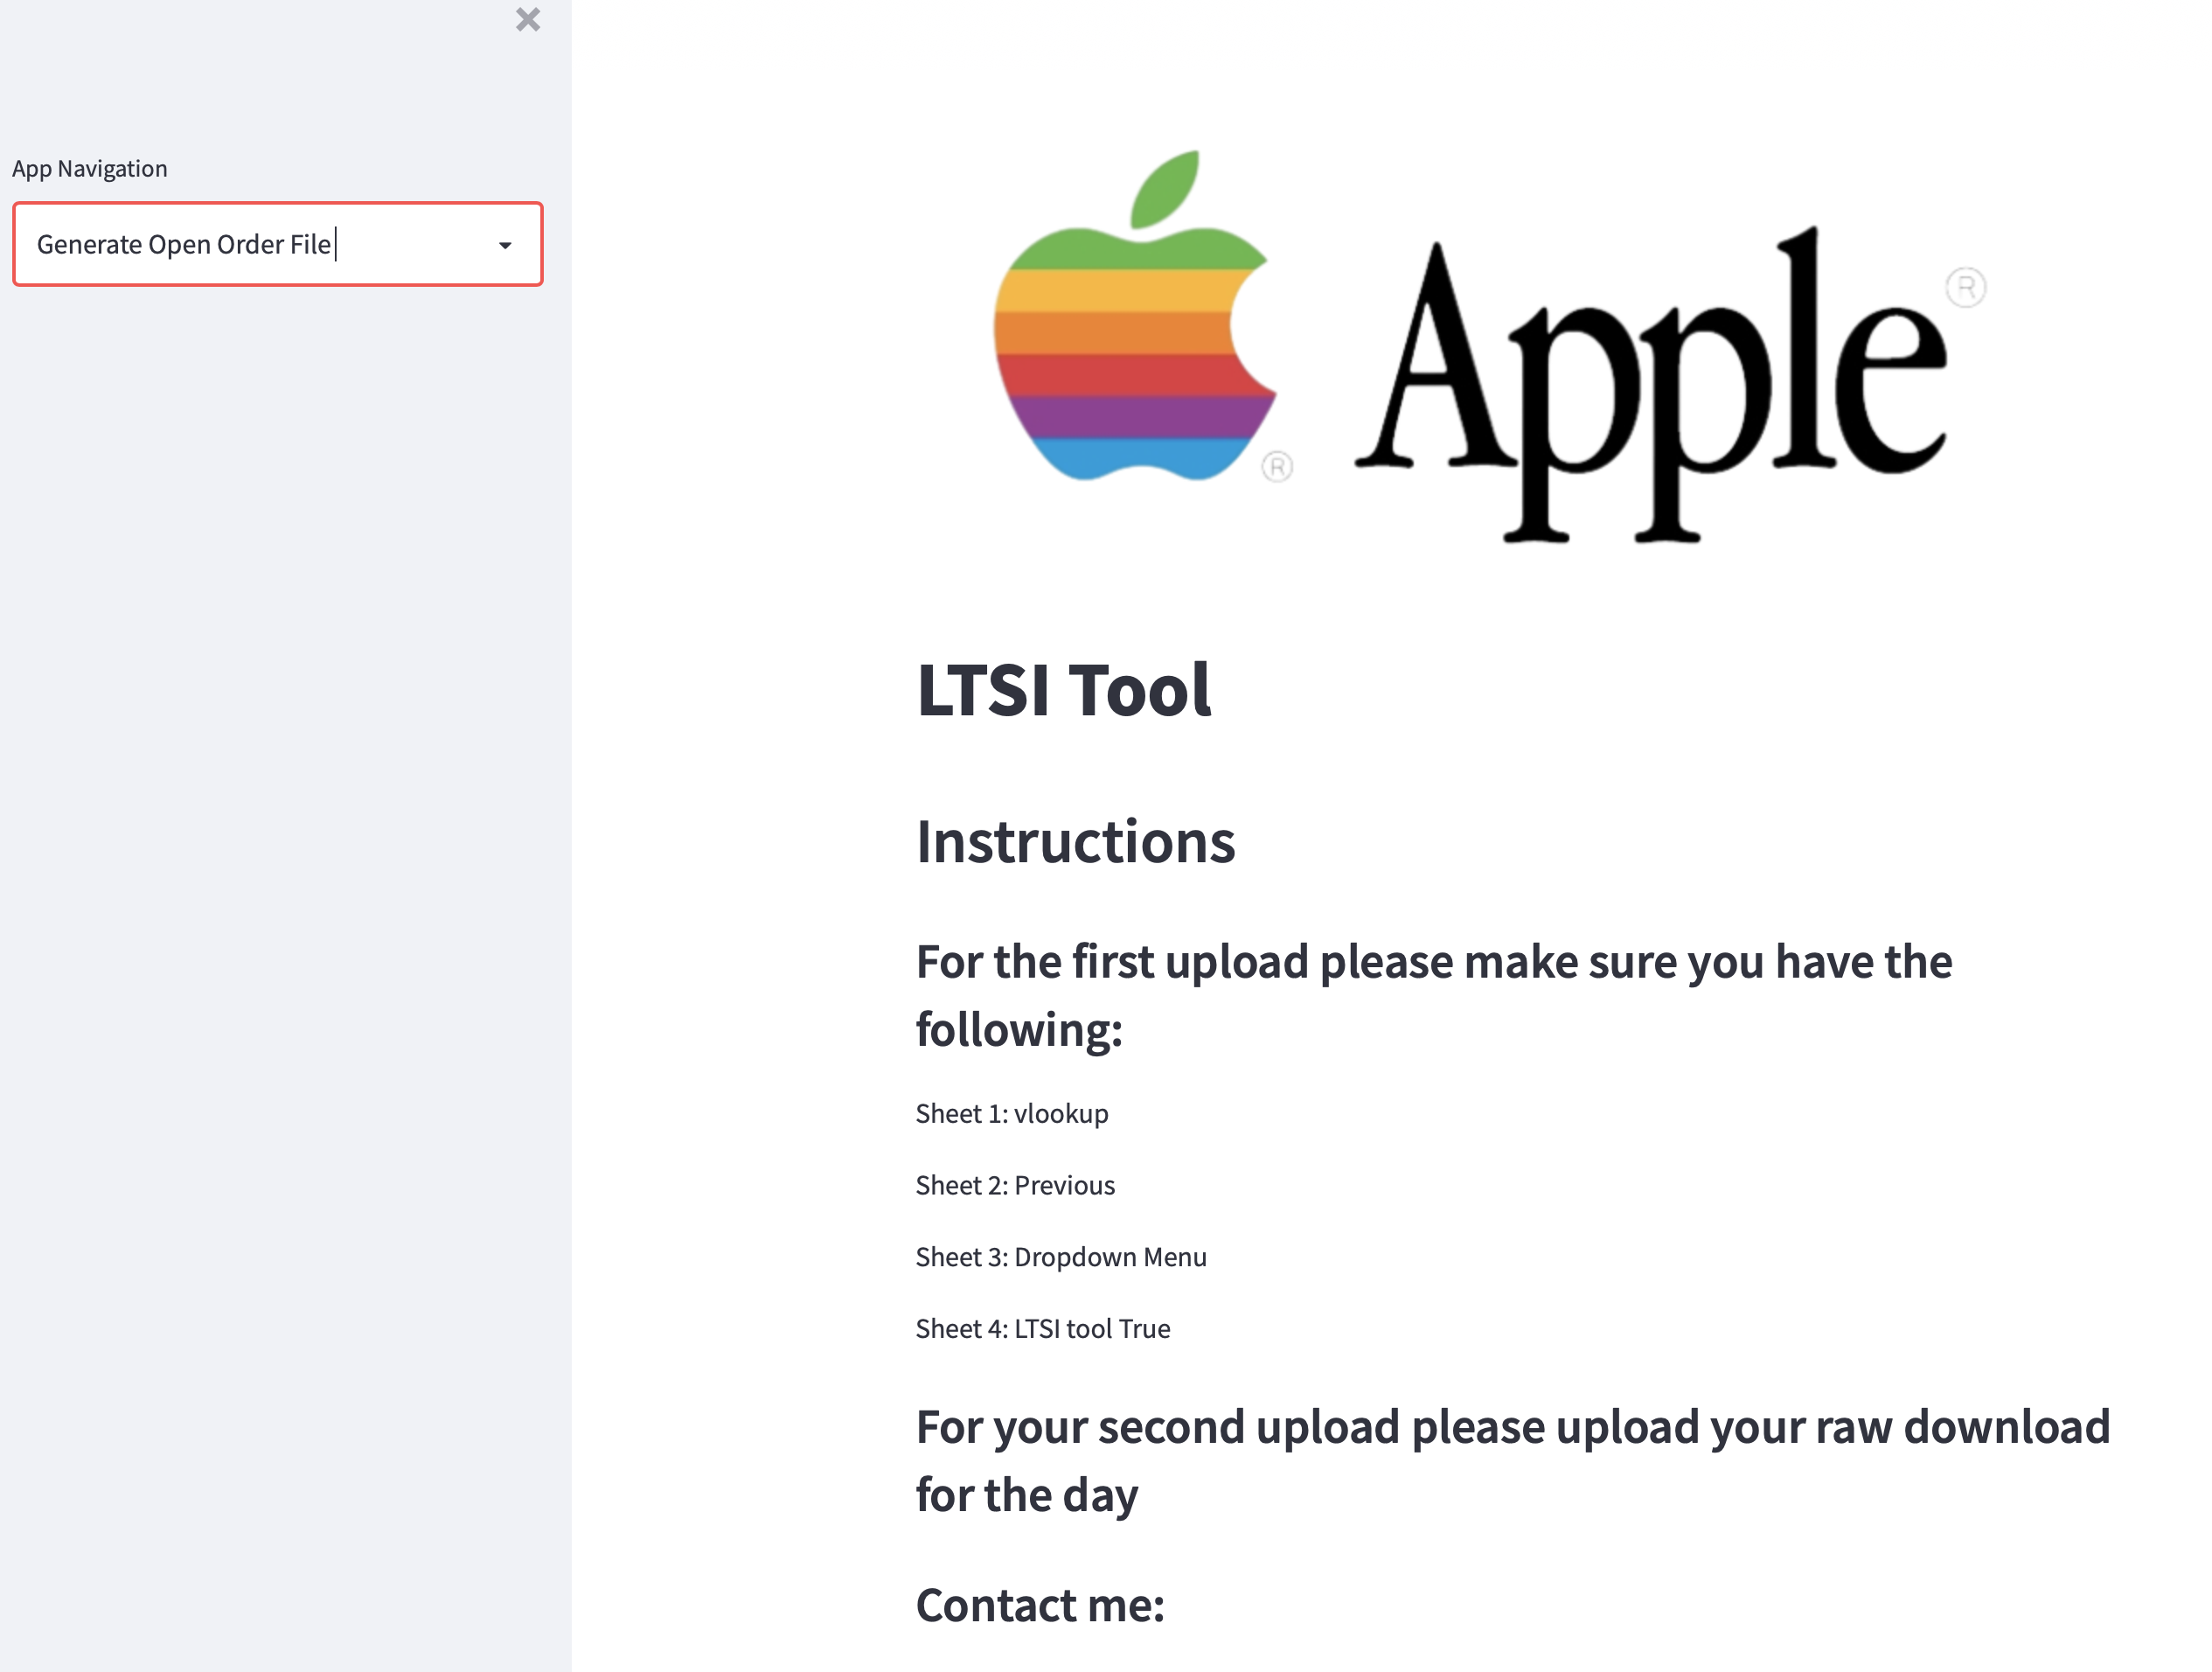 App Navigation
Generate Open Order File
Apple®
®
LTSI Tool
Instructions
For the first upload please make sure you have the
following:
Sheet 1: vlookup
Sheet 2: Previous
Sheet 3: Dropdown Menu
Sheet 4: LTSI tool True
For your second upload please upload your raw download
for the day
Contact me: